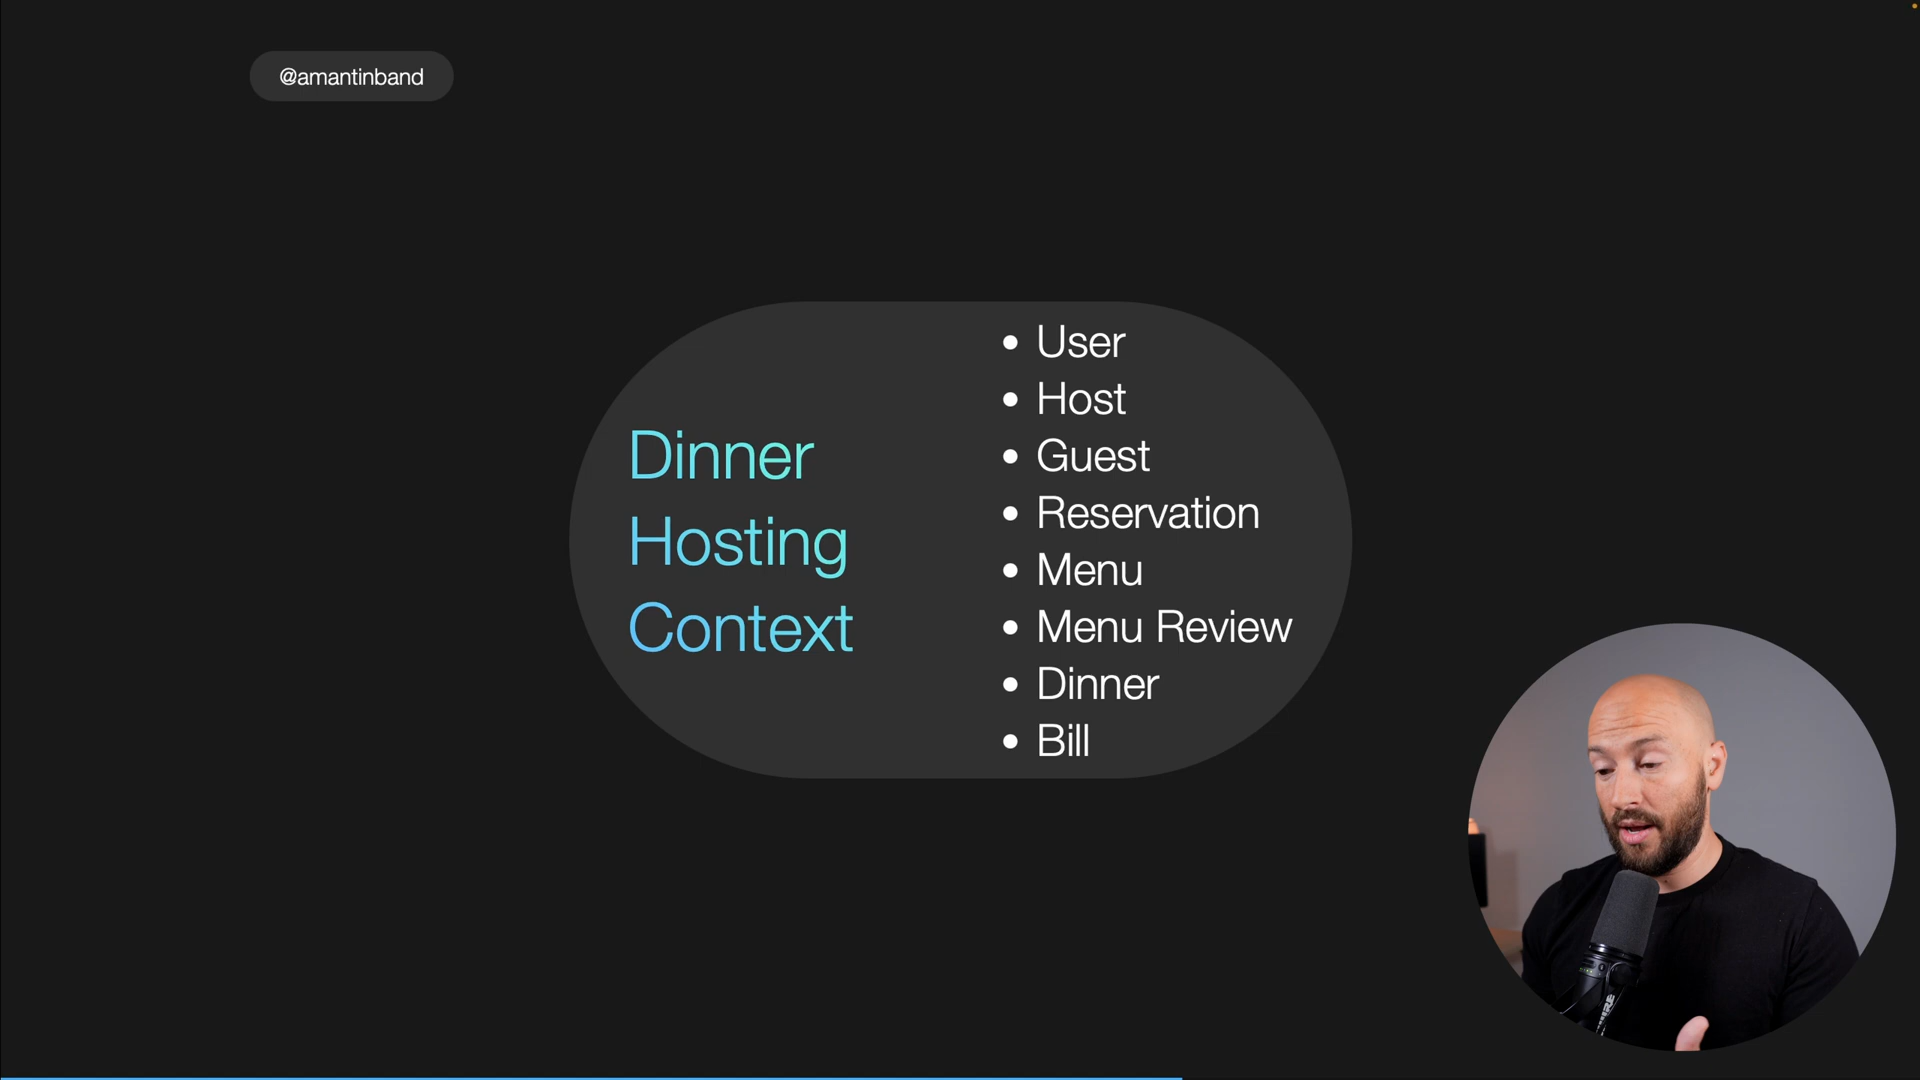 @amantinband
Dinner
Hosting
Context
• User
• Host
• Guest
• Reservation
• Menu
• Menu Review
• Dinner
• Bill